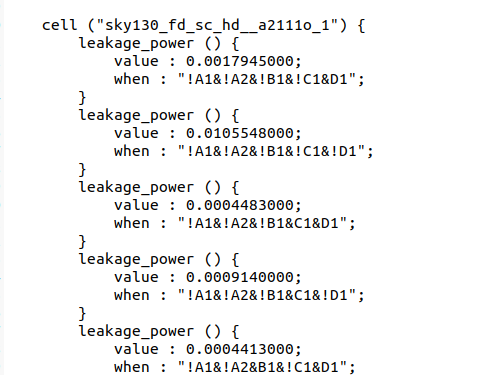 cell ("sky130_fd_sc_hd__a2111o_1") {
leakage_power () {
value : 0.0017945000;
when : "!A1&!A2&!B1&!C1&D1";
}
leakage_power () {
value : 0.0105548000;
when : "!A1&!A2&!B1&!C1&!D1";
}
leakage_power () {
value : 0.0004483000;
when : "!A1&!A2&!B1&C1&D1";
}
leakage_power () {
value : 0.0009140000;
when : "!A1&!A2&!B1&C1&!D1";
}
leakage_power () {
value : 0.0004413000;
when : "!A1&!A2&B1&!C1&D1";